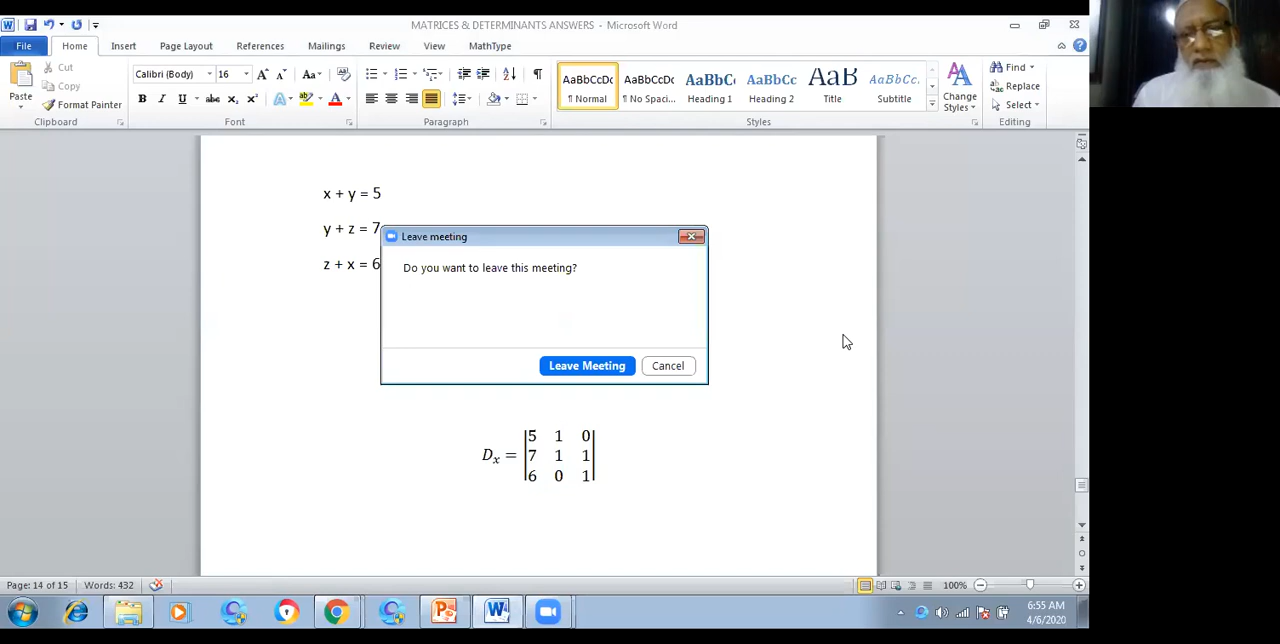 MATRICES & DETERMINANTS ANSWERS - Microsoft Word
File Home Insert Page Layout References Mailings Review View MathType
Paste Cut Copy Format Painter
Calibri (Body) 16
AaBbCcDc AaBbCcDc AaBbC AaBbCc AaB AaBbCc.
¶ Normal ¶ No Spaci... Heading 1 Heading 2 Title Subtitle
Change Styles
Find Replace Select
Clipboard Font Paragraph Styles Editing
x + y = 5
y + z = 7
z + x = 6
Leave meeting
Do you want to leave this meeting?
Leave Meeting Cancel
5 1 0
Dx = 7 1 1
6 0 1
Page: 14 of 15 Words: 432 100%
6:55 AM
4/6/2020